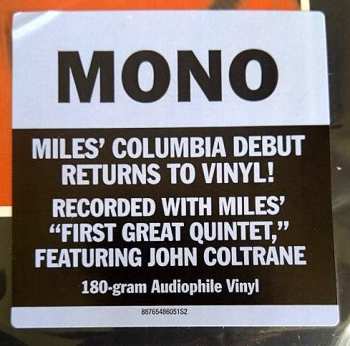 MONO
MILES' COLUMBIA DEBUT
RETURNS TO VINYL!
RECORDED WITH MILES'
"FIRST GREAT QUINTET,"
FEATURING JOHN COLTRANE
180-gram Audiophile Vinyl
88765486051S2